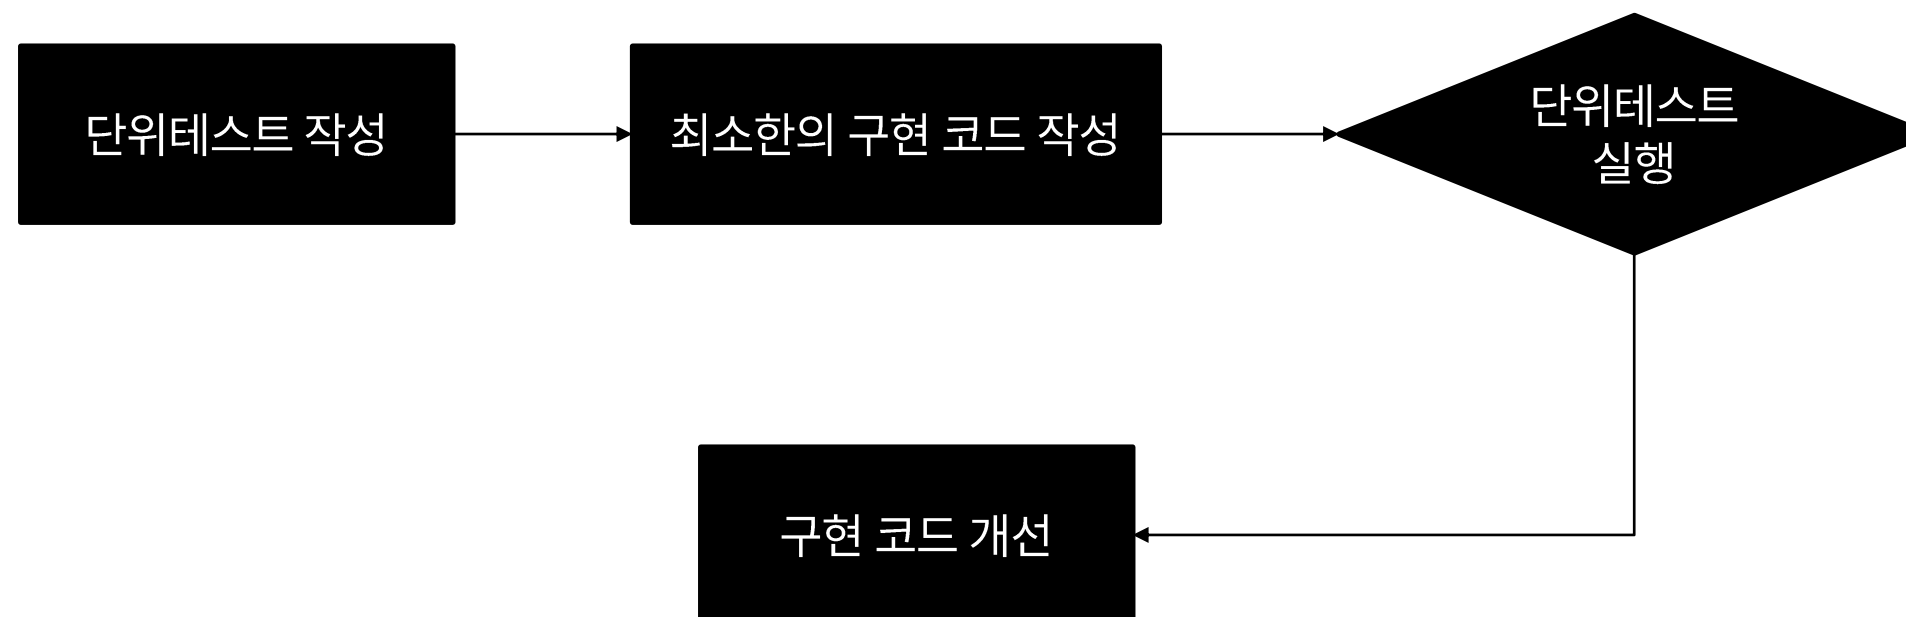 단위테스트 작성
최소한의 구현 코드 작성
단위테스트
실행
구현 코드 개선